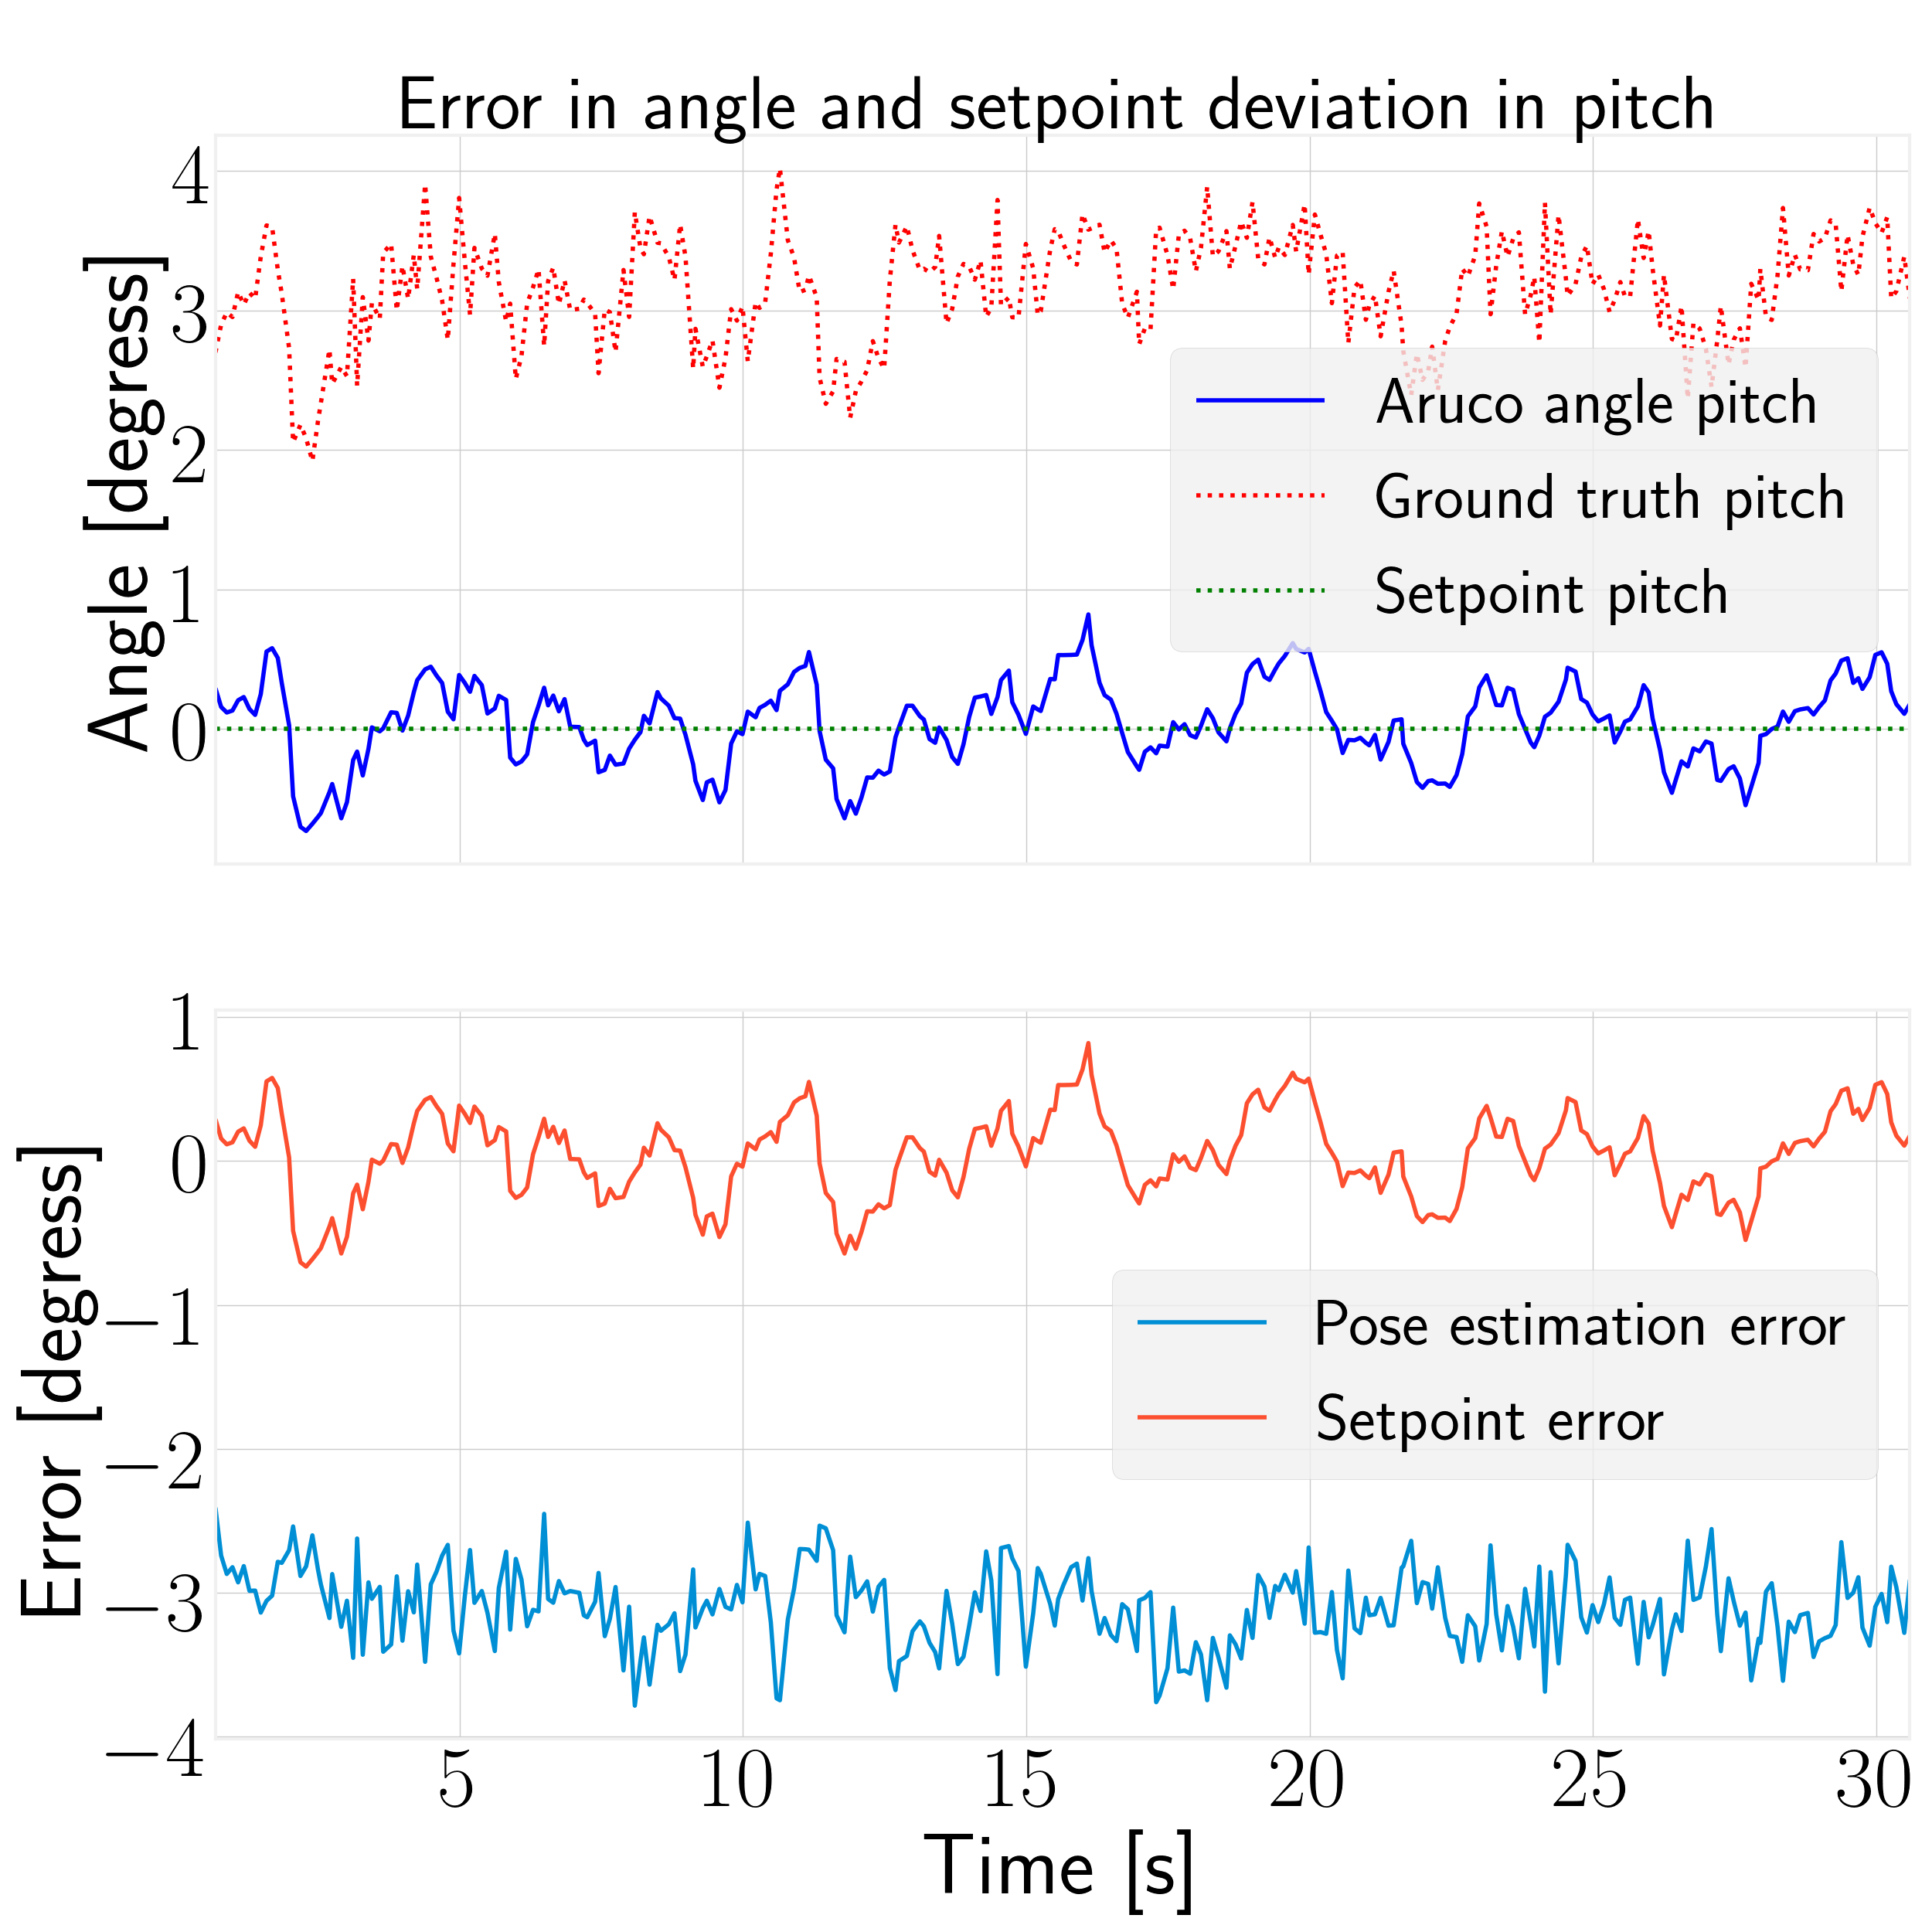 Error in angle and setpoint deviation in pitch
Angle [degress]
4
3
2
1
0
Aruco angle pitch
Ground truth pitch
Setpoint pitch
Error [degress]
1
0
−1
−2
−3
−4
Pose estimation error
Setpoint error
5 10 15 20 25 30
Time [s]